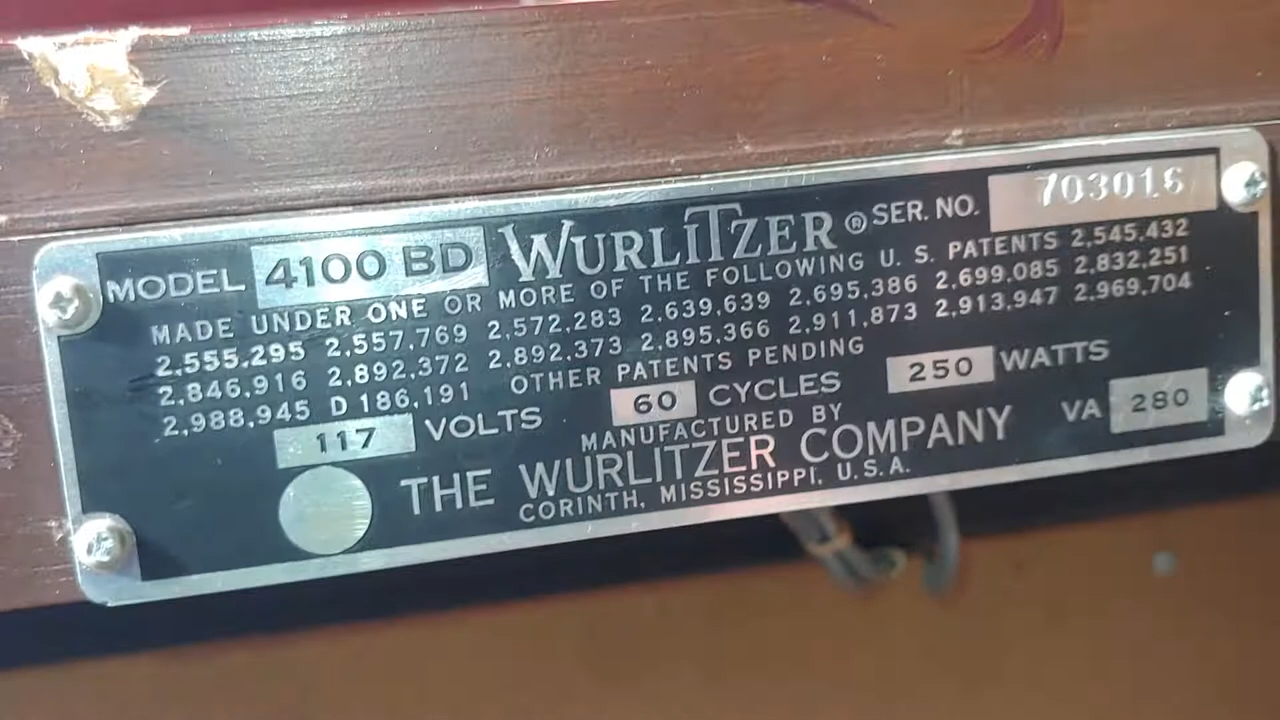 MODEL 4100 BD WURLITZER ® SER. NO. 703016
MADE UNDER ONE OR MORE OF THE FOLLOWING U. S. PATENTS 2,545,432
2,555,295 2,557,769 2,572,283 2,639,639 2,695,386 2,699,085 2,832,251
2,846,916 2,892,372 2,892,373 2,895,366 2,911,873 2,913,947 2,969,704
2,988,945 D 186,191 OTHER PATENTS PENDING
117 VOLTS 60 CYCLES 250 WATTS
MANUFACTURED BY VA 280
THE WURLITZER COMPANY
CORINTH, MISSISSIPPI, U.S.A.